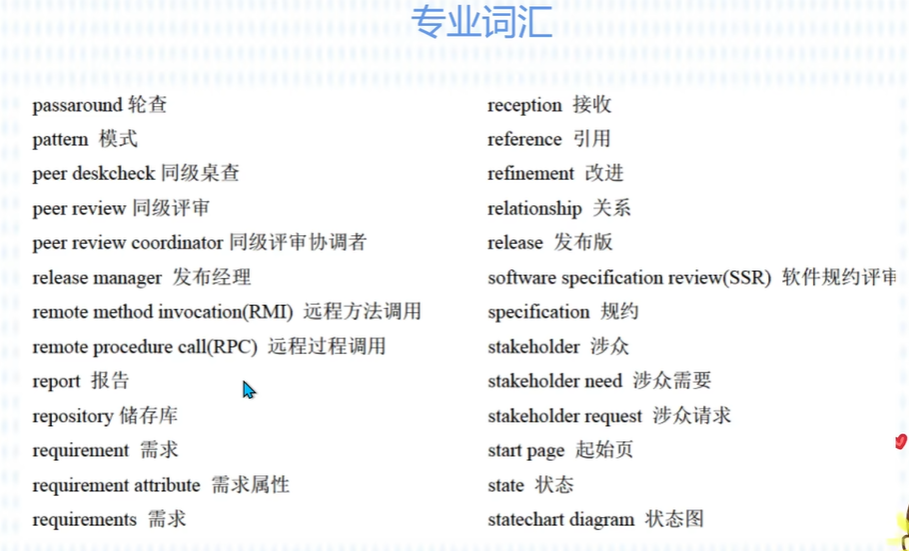 专业词汇
passaround 轮查
pattern 模式
peer deskcheck 同级桌查
peer review 同级评审
peer review coordinator 同级评审协调者
release manager 发布经理
remote method invocation(RMI) 远程方法调用
remote procedure call(RPC) 远程过程调用
report 报告
repository 储存库
requirement 需求
requirement attribute 需求属性
requirements 需求
reception 接收
reference 引用
refinement 改进
relationship 关系
release 发布版
software specification review(SSR) 软件规约评审
specification 规约
stakeholder 涉众
stakeholder need 涉众需要
stakeholder request 涉众请求
start page 起始页
state 状态
statechart diagram 状态图